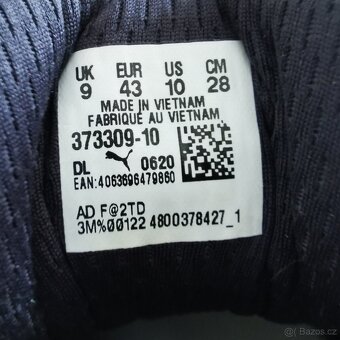 UK EUR US CM
9 43 10 28
MADE IN VIETNAM
FABRIQUÉ AU VIETNAM
373309-10
DL 0620
EAN:4063696479860
AD F@2TD
3M%00122 4800378427_1
© Bazos.cz